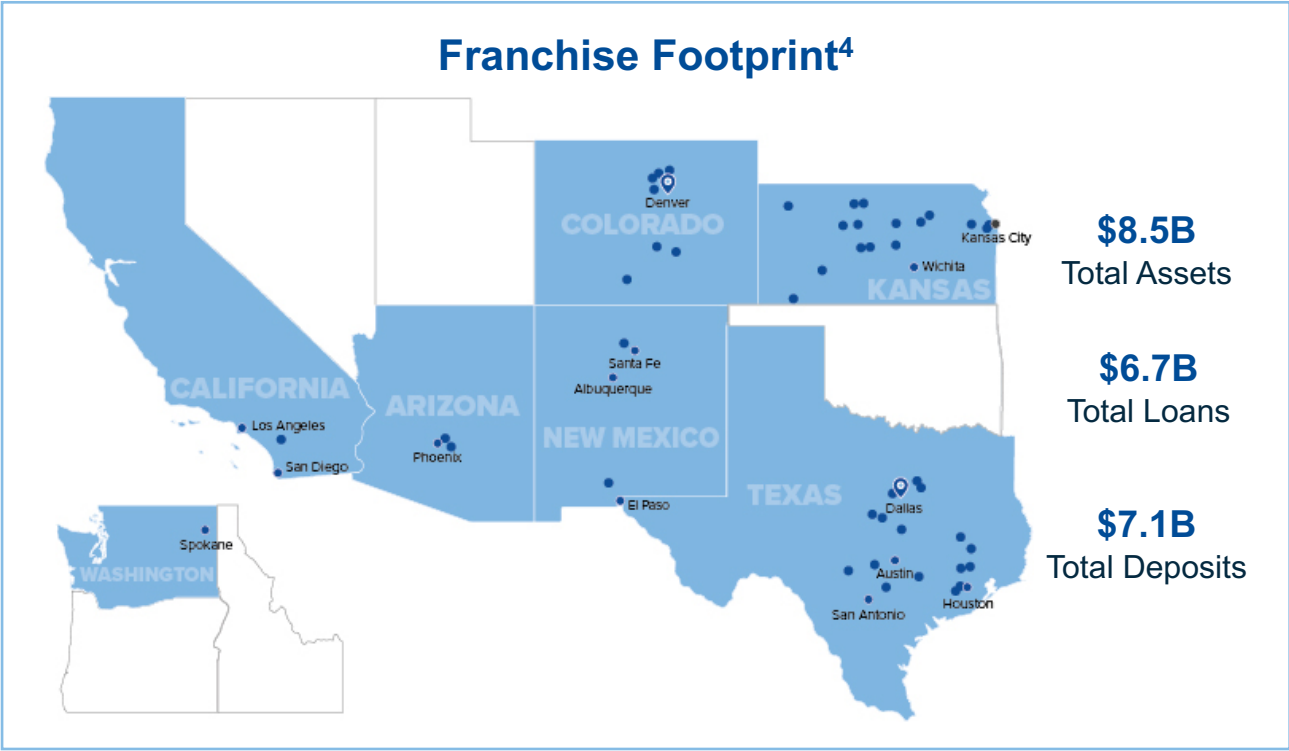 Franchise Footprint4
Denver
COLORADO
Kansas City
Wichita
KANSAS
$8.5B
Total Assets
Santa Fe
Albuquerque
$6.7B
Total Loans
CALIFORNIA
ARIZONA
Los Angeles
NEW MEXICO
Phoenix
San Diego
TEXAS
El Paso
Dallas
$7.1B
Total Deposits
Spokane
WASHINGTON
Austin
Houston
San Antonio